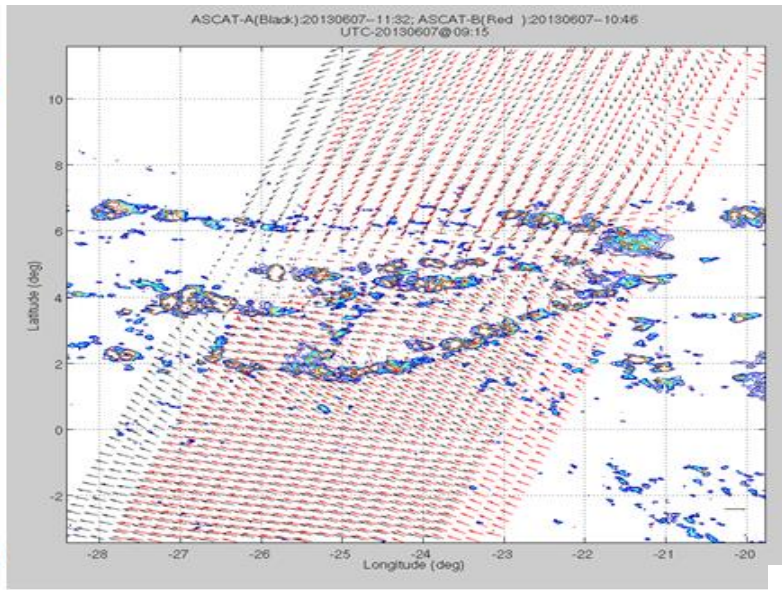 ASCAT-A(Black):20130607--11:32; ASCAT-B(Red ):20130607--10:46
UTC-20130607@09:15
10
8
6
4
2
0
-2
Latitude (deg)
-28 -27 -26 -25 -24 -23 -22 -21 -20
Longitude (deg)